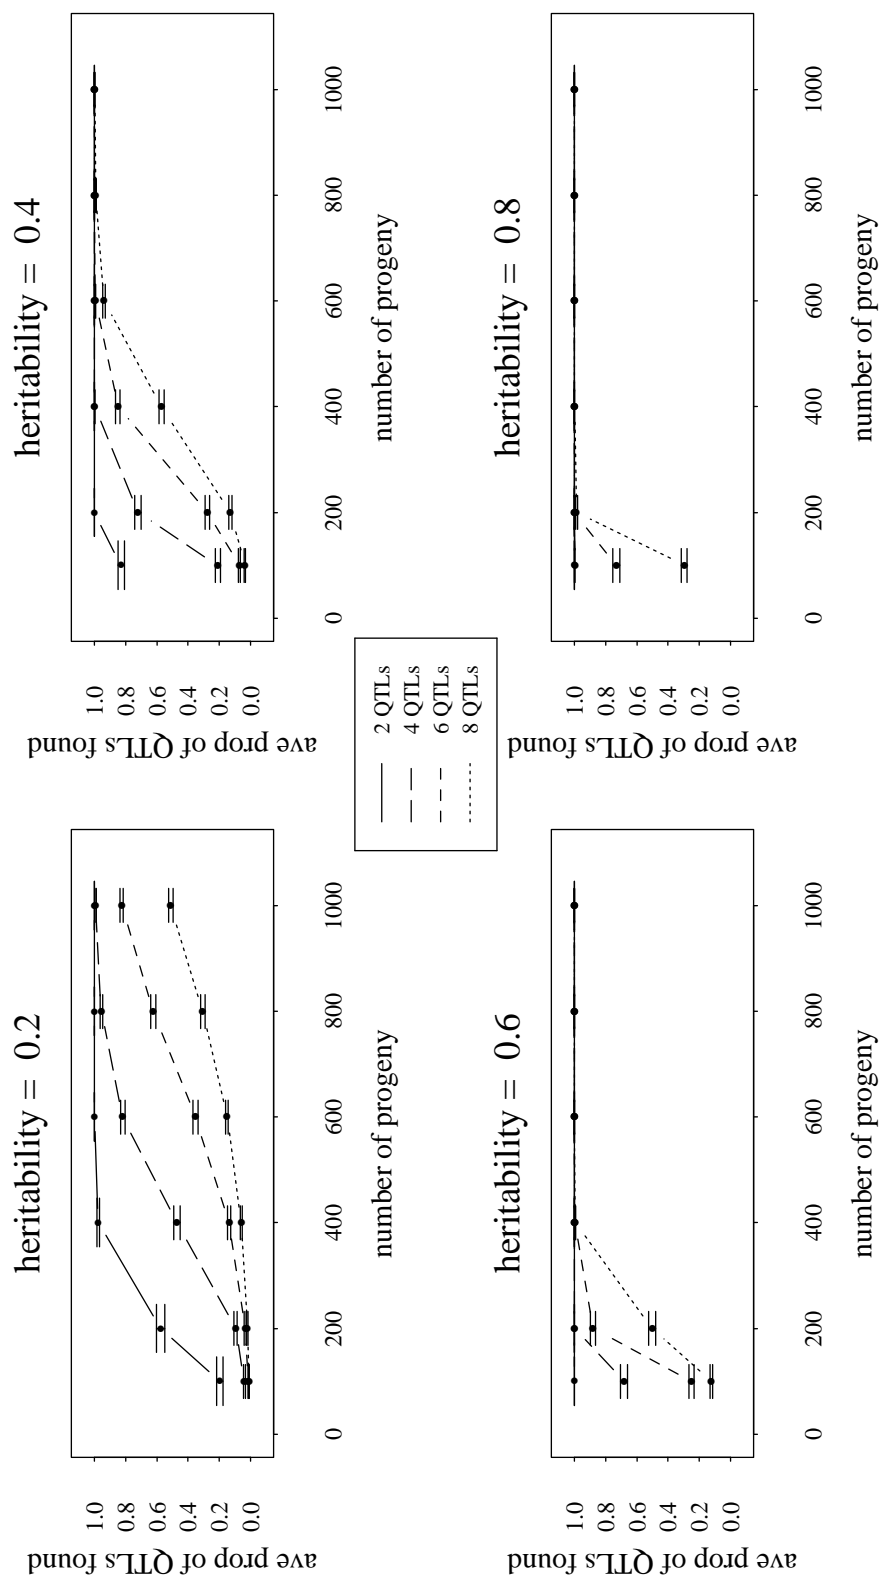 heritability = 0.2
ave prop of QTLs found
0.0 0.2 0.4 0.6 0.8 1.0
0 200 400 600 800 1000
number of progeny
heritability = 0.4
ave prop of QTLs found
0.0 0.2 0.4 0.6 0.8 1.0
0 200 400 600 800 1000
number of progeny
2 QTLs
4 QTLs
6 QTLs
8 QTLs
heritability = 0.6
ave prop of QTLs found
0.0 0.2 0.4 0.6 0.8 1.0
0 200 400 600 800 1000
number of progeny
heritability = 0.8
ave prop of QTLs found
0.0 0.2 0.4 0.6 0.8 1.0
0 200 400 600 800 1000
number of progeny